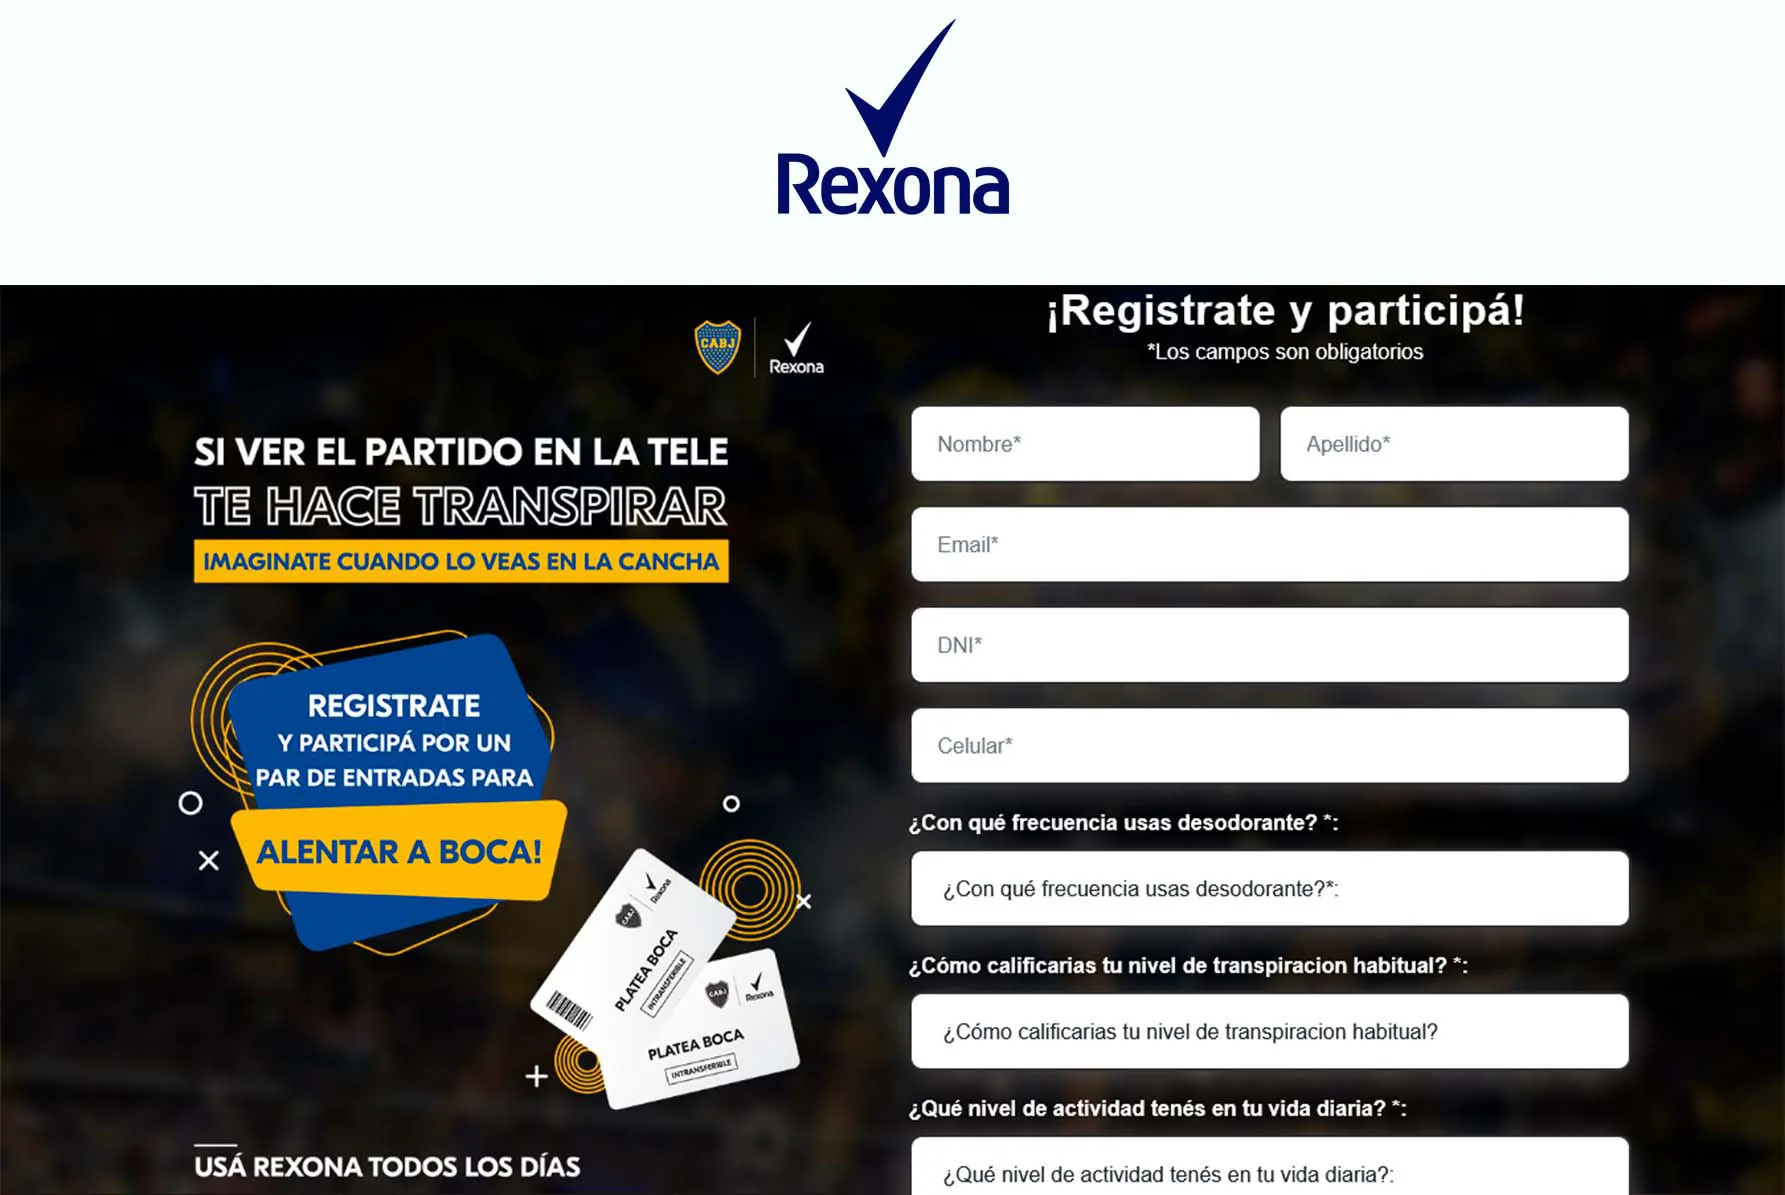 Rexona
CABJ
Rexona
SI VER EL PARTIDO EN LA TELE
TE HACE TRANSPIRAR
IMAGINATE CUANDO LO VEAS EN LA CANCHA
REGISTRATE
Y PARTICIPÁ POR UN
PAR DE ENTRADAS PARA
ALENTAR A BOCA!
CABJ
Rexona
PLATEA BOCA
INTRANSFERIBLE
CABJ
Rexona
PLATEA BOCA
INTRANSFERIBLE
USÁ REXONA TODOS LOS DÍAS
¡Registrate y participá!
*Los campos son obligatorios
Nombre*
Apellido*
Email*
DNI*
Celular*
¿Con qué frecuencia usas desodorante? *:
¿Con qué frecuencia usas desodorante?*:
¿Cómo calificarias tu nivel de transpiracion habitual? *:
¿Cómo calificarias tu nivel de transpiracion habitual?
¿Qué nivel de actividad tenés en tu vida diaria? *:
¿Qué nivel de actividad tenés en tu vida diaria?: